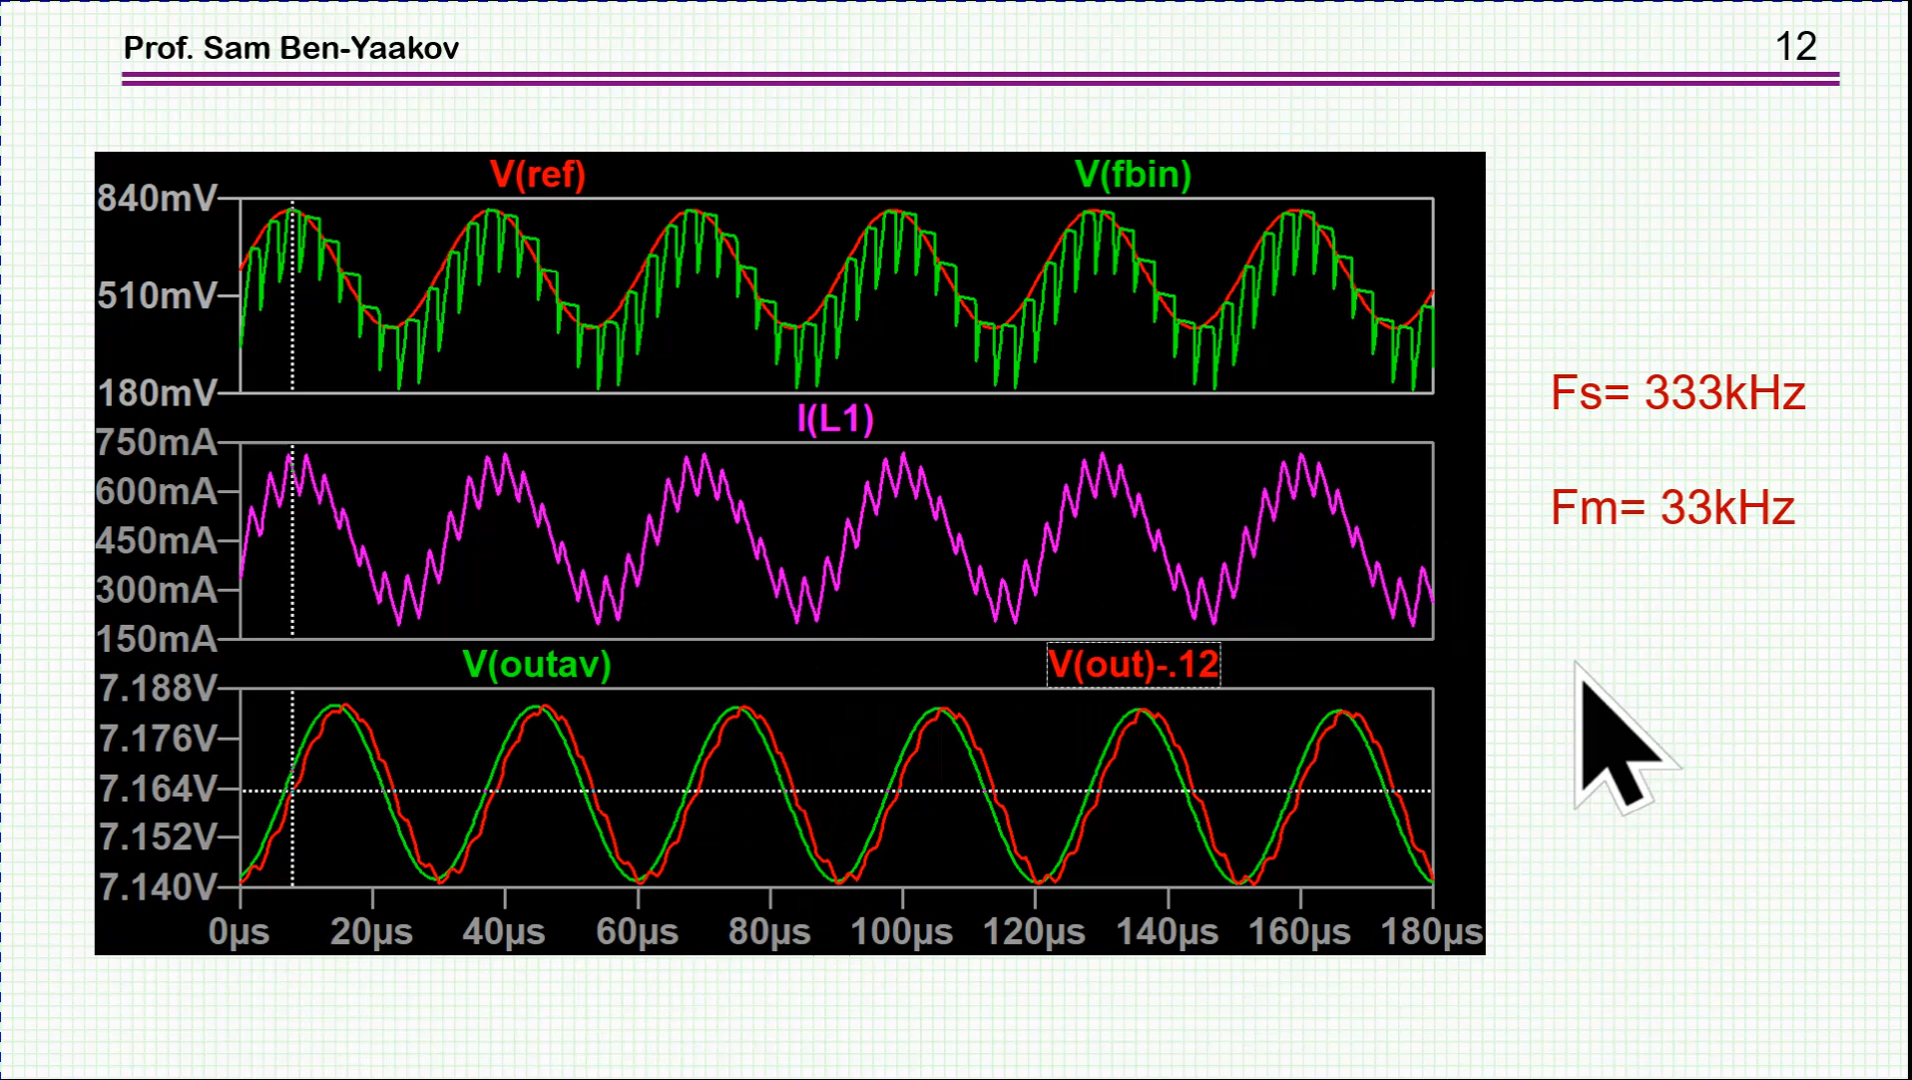 Prof. Sam Ben-Yaakov 12
V(ref) V(fbin)
840mV
510mV
180mV
I(L1)
750mA
600mA
450mA
300mA
150mA
V(outav) V(out)-.12
7.188V
7.176V
7.164V
7.152V
7.140V
0µs 20µs 40µs 60µs 80µs 100µs 120µs 140µs 160µs 180µs
Fs= 333kHz
Fm= 33kHz